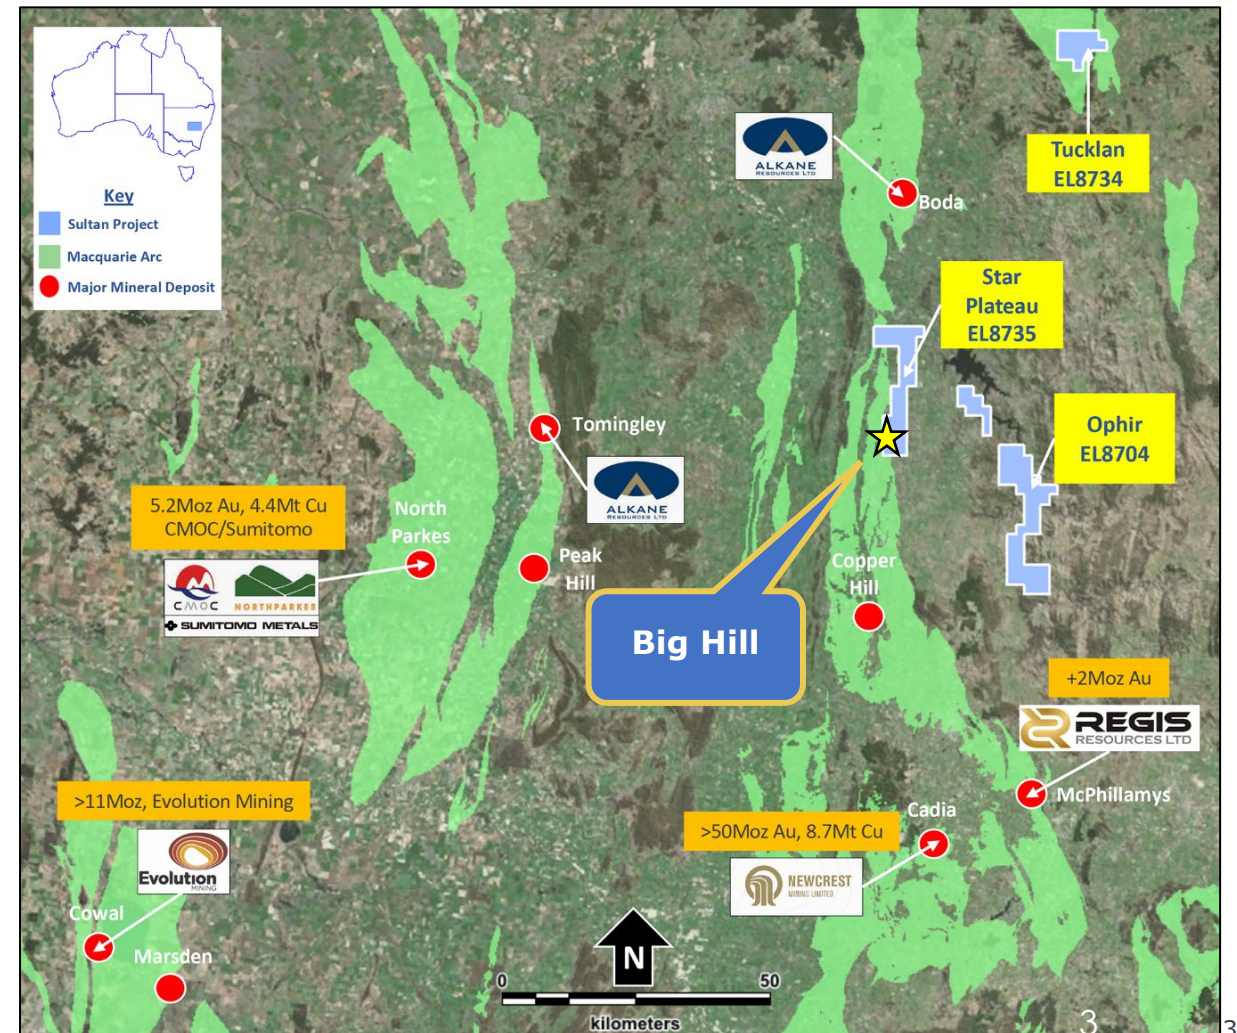 Key
Sultan Project
Macquarie Arc
Major Mineral Deposit
ALKANE
RESOURCES LTD
Boda
Tucklan
EL8734
Star
Plateau
EL8735
Ophir
EL8704
Tomingley
ALKANE
RESOURCES LTD
5.2Moz Au, 4.4Mt Cu
CMOC/Sumitomo
North
Parkes
CMOC
NORTHPARKES
SUMITOMO METALS
Peak
Hill
Copper
Hill
Big Hill
+2Moz Au
REGIS
RESOURCES LTD
McPhillamys
>11Moz, Evolution Mining
Evolution
MINING
Cowal
Marsden
>50Moz Au, 8.7Mt Cu
Cadia
NEWCREST
MINING LIMITED
N
0 50
kilometers
3
3